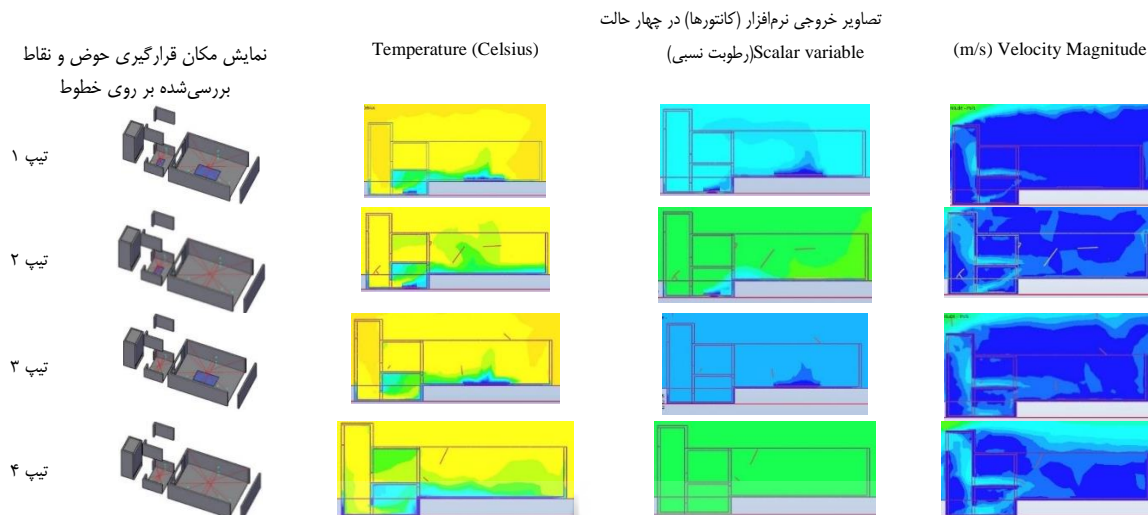 تصاویر خروجی نرم‌افزار (کانتورها) در چهار حالت
نمایش مکان قرارگیری حوض و نقاط
بررسی‌شده بر روی خطوط
Temperature (Celsius)
Scalar variable(رطوبت نسبی)
(m/s) Velocity Magnitude
تیپ ۱
تیپ ۲
تیپ ۳
تیپ ۴